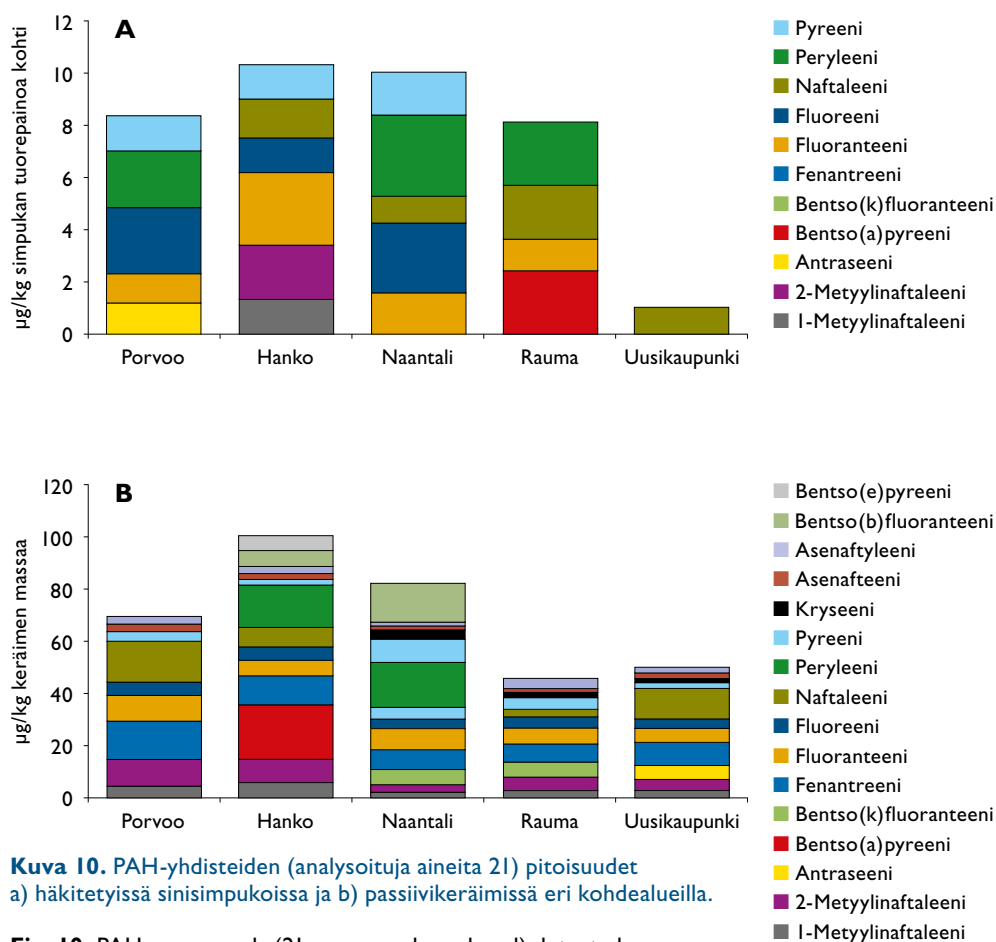 A
µg/kg simpukan tuorepainoa kohti
12
10
8
6
4
2
0
Porvoo Hanko Naantali Rauma Uusikaupunki
Pyreeni
Peryleeni
Naftaleeni
Fluoreeni
Fluoranteeni
Fenantreeni
Bentso(k)fluoranteeni
Bentso(a)pyreeni
Antraseeni
2-Metyylinaftaleeni
1-Metyylinaftaleeni
B
µg/kg keräimen massaa
120
100
80
60
40
20
0
Porvoo Hanko Naantali Rauma Uusikaupunki
Bentso(e)pyreeni
Bentso(b)fluoranteeni
Asenaftyleeni
Asenafteeni
Kryseeni
Pyreeni
Peryleeni
Naftaleeni
Fluoreeni
Fluoranteeni
Fenantreeni
Bentso(k)fluoranteeni
Bentso(a)pyreeni
Antraseeni
2-Metyylinaftaleeni
1-Metyylinaftaleeni
Kuva 10. PAH-yhdisteiden (analysoituja aineita 21) pitoisuudet
a) häkitetyissä sinisimpukoissa ja b) passiivikeräimissä eri kohdealueilla.